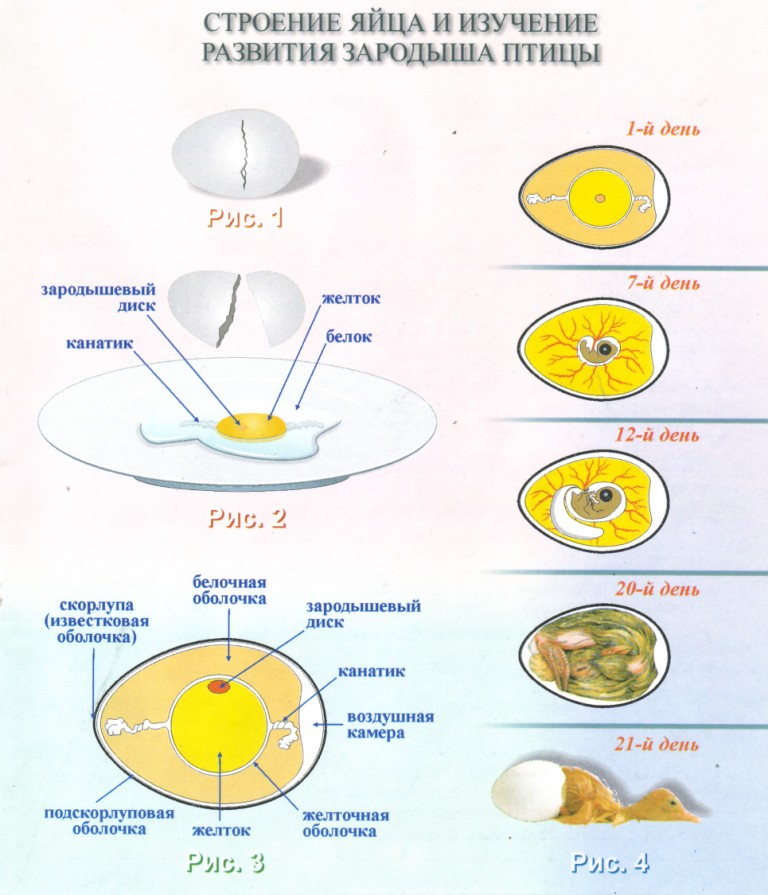 СТРОЕНИЕ ЯЙЦА И ИЗУЧЕНИЕ
РАЗВИТИЯ ЗАРОДЫША ПТИЦЫ
Рис. 1
зародышевый
диск
желток
канатик
белок
Рис. 2
белочная
оболочка
скорлупа
(известковая
оболочка)
зародышевый
диск
канатик
воздушная
камера
подскорлуповая
оболочка
желток
желточная
оболочка
Рис. 3
1-й день
7-й день
12-й день
20-й день
21-й день
Рис. 4